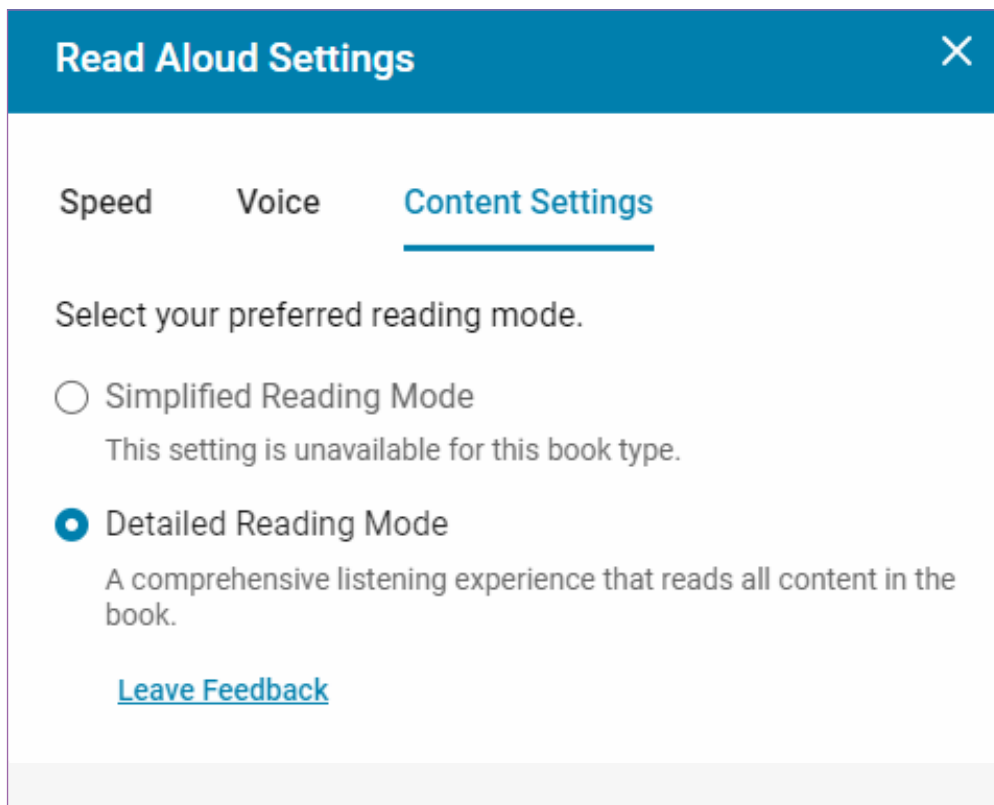 Read Aloud Settings
Speed Voice Content Settings
Select your preferred reading mode.
Simplified Reading Mode
This setting is unavailable for this book type.
Detailed Reading Mode
A comprehensive listening experience that reads all content in the
book.
Leave Feedback